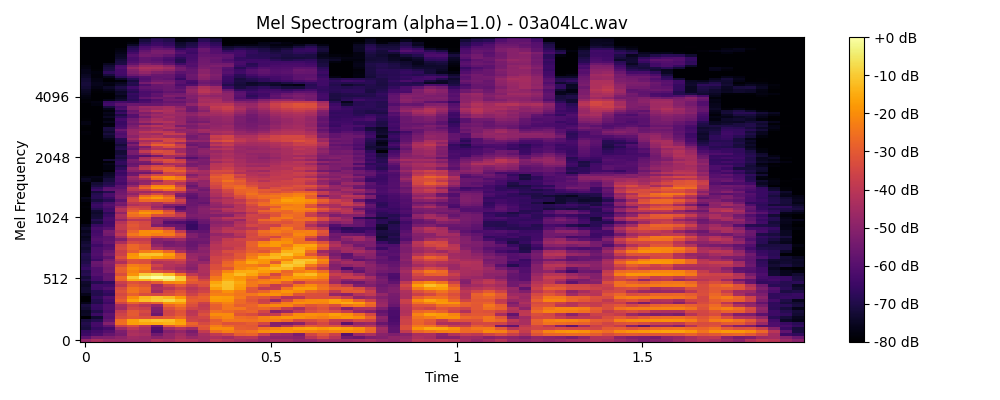 Mel Spectrogram (alpha=1.0) - 03a04Lc.wav
Mel Frequency
4096
2048
1024
512
0
0
0.5
1
1.5
Time
+0 dB
-10 dB
-20 dB
-30 dB
-40 dB
-50 dB
-60 dB
-70 dB
-80 dB